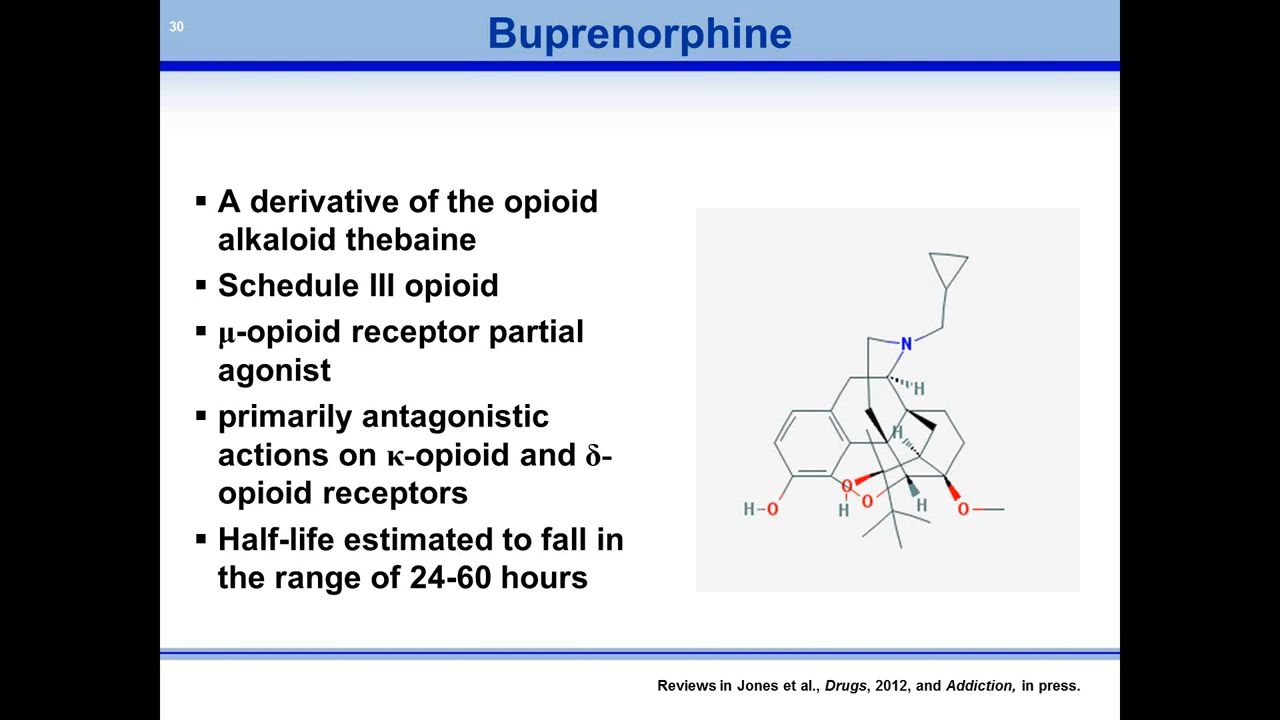 30
Buprenorphine
▪ A derivative of the opioid
alkaloid thebaine
▪ Schedule III opioid
▪ μ-opioid receptor partial
agonist
▪ primarily antagonistic
actions on κ-opioid and δ-
opioid receptors
▪ Half-life estimated to fall in
the range of 24-60 hours
N
H
H
O
H-O
H
O
H
O
Reviews in Jones et al., Drugs, 2012, and Addiction, in press.